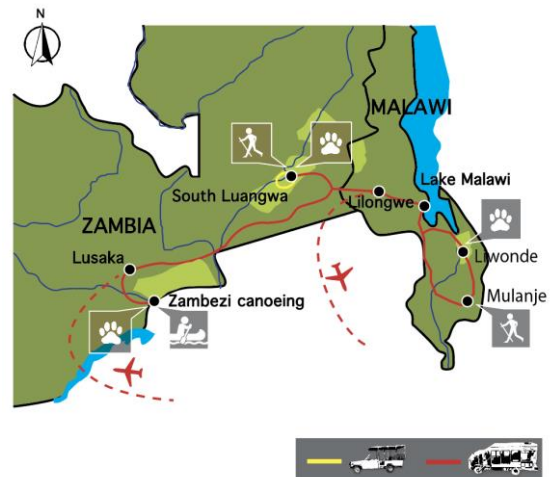 N
MALAWI
South Luangwa
Lake Malawi
Lilongwe
ZAMBIA
Lusaka
Liwonde
Zambezi canoeing
Mulanje